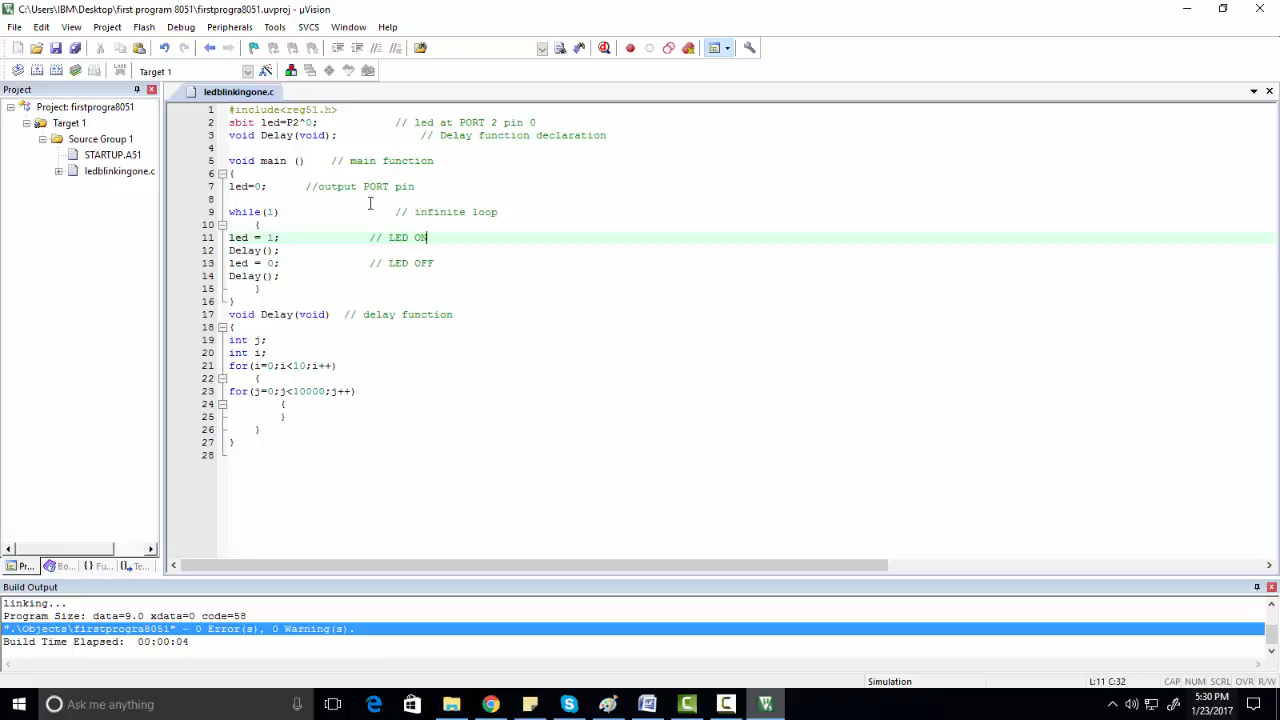 C:\Users\IBM\Desktop\first program 8051\firstprogra8051.uvproj - µVision
File Edit View Project Flash Debug Peripherals Tools SVCS Window Help
Target 1
Project
Project: firstprogra8051
Target 1
Source Group 1
STARTUP.A51
ledblinkingone.c
Pr... Bo... {} Fu... Te...
ledblinkingone.c
1 #include<reg51.h>
2 sbit led=P2^0; // led at PORT 2 pin 0
3 void Delay(void); // Delay function declaration
4
5 void main () // main function
6 {
7 led=0; //output PORT pin
8
9 while(1) // infinite loop
10 {
11 led = 1; // LED ON
12 Delay();
13 led = 0; // LED OFF
14 Delay();
15 }
16 }
17 void Delay(void) // delay function
18 {
19 int j;
20 int i;
21 for(i=0;i<10;i++)
22 {
23 for(j=0;j<10000;j++)
24 {
25 }
26 }
27 }
28
Build Output
linking...
Program Size: data=9.0 xdata=0 code=58
".\Objects\firstprogra8051" - 0 Error(s), 0 Warning(s).
Build Time Elapsed: 00:00:04
Simulation L:11 C:32 CAP NUM SCRL OVR R/W
Ask me anything
5:30 PM
1/23/2017